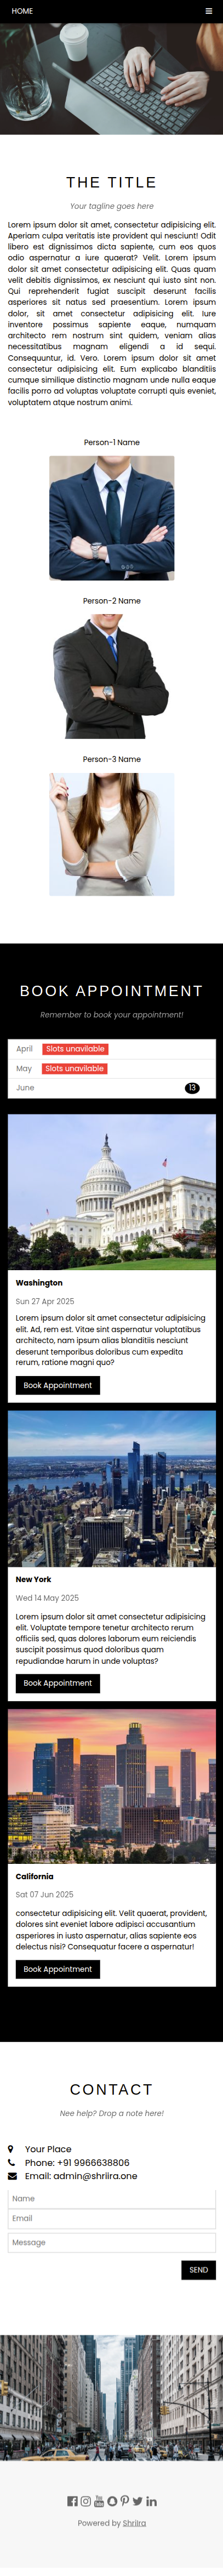 HOME
THE TITLE
Your tagline goes here
Lorem ipsum dolor sit amet, consectetur adipisicing elit.
Aperiam culpa veritatis iste provident qui nesciunt! Odit
libero est dignissimos dicta sapiente, cum eos quos
odio aspernatur a iure quaerat? Velit. Lorem ipsum
dolor sit amet consectetur adipisicing elit. Quas quam
velit debitis dignissimos, ex nesciunt qui iusto sint non.
Qui reprehenderit fugiat suscipit deserunt facilis
asperiores sit natus sed praesentium. Lorem ipsum
dolor, sit amet consectetur adipisicing elit. Iure
inventore possimus sapiente eaque, numquam
architecto rem nostrum sint quidem, veniam alias
necessitatibus magnam eligendi a id sequi.
Consequuntur, id. Vero. Lorem ipsum dolor sit amet
consectetur adipisicing elit. Eum explicabo blanditiis
cumque similique distinctio magnam unde nulla eaque
facilis porro ad voluptas voluptate corrupti quis eveniet,
voluptatem atque nostrum animi.
Person-1 Name
Person-2 Name
Person-3 Name
BOOK APPOINTMENT
Remember to book your appointment!
April Slots unavilable
May Slots unavilable
June 13
Washington
Sun 27 Apr 2025
Lorem ipsum dolor sit amet consectetur adipisicing
elit. Ad, rem est. Vitae sint aspernatur voluptatibus
architecto, nam ipsum alias blanditiis nesciunt
deserunt temporibus doloribus cum expedita
rerum, ratione magni quo?
Book Appointment
New York
Wed 14 May 2025
Lorem ipsum dolor sit amet consectetur adipisicing
elit. Voluptate tempore tenetur architecto rerum
officiis sed, quas dolores laborum eum reiciendis
suscipit possimus quod doloribus quam
repudiandae harum in unde voluptas?
Book Appointment
California
Sat 07 Jun 2025
consectetur adipisicing elit. Velit quaerat, provident,
dolores sint eveniet labore adipisci accusantium
asperiores in iusto aspernatur, alias sapiente eos
delectus nisi? Consequatur facere a aspernatur!
Book Appointment
CONTACT
Nee help? Drop a note here!
Your Place
Phone: +91 9966638806
Email: admin@shriira.one
Name
Email
Message
SEND
Powered by ShriIra